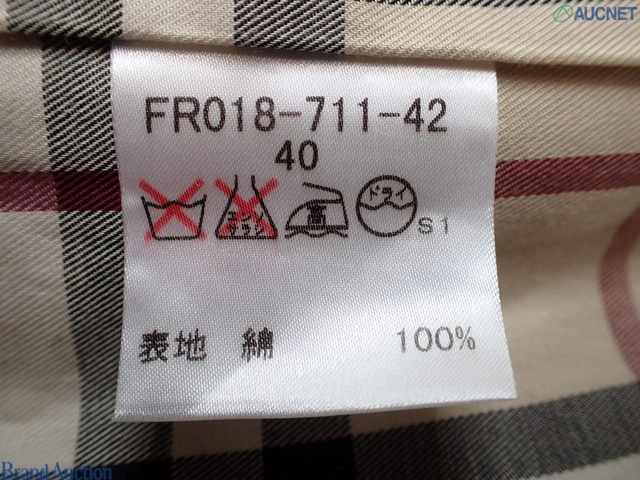 AUCNET
FR018-711-42
40
エンソ
サラシ
高
ドライ
S1
表地 綿 100%
Brand Auction